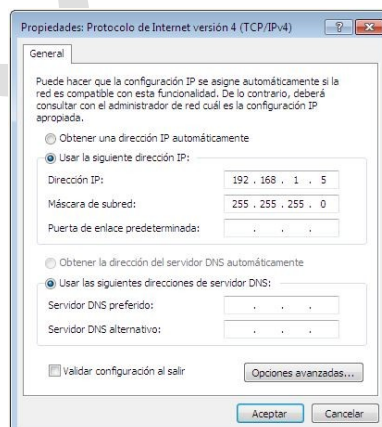 Propiedades: Protocolo de Internet versión 4 (TCP/IPv4)
General
Puede hacer que la configuración IP se asigne automáticamente si la
red es compatible con esta funcionalidad. De lo contrario, deberá
consultar con el administrador de red cuál es la configuración IP
apropiada.
Obtener una dirección IP automáticamente
Usar la siguiente dirección IP:
Dirección IP: 192 . 168 . 1 . 5
Máscara de subred: 255 . 255 . 255 . 0
Puerta de enlace predeterminada: . . .
Obtener la dirección del servidor DNS automáticamente
Usar las siguientes direcciones de servidor DNS:
Servidor DNS preferido: . . .
Servidor DNS alternativo: . . .
Validar configuración al salir
Opciones avanzadas...
Aceptar Cancelar